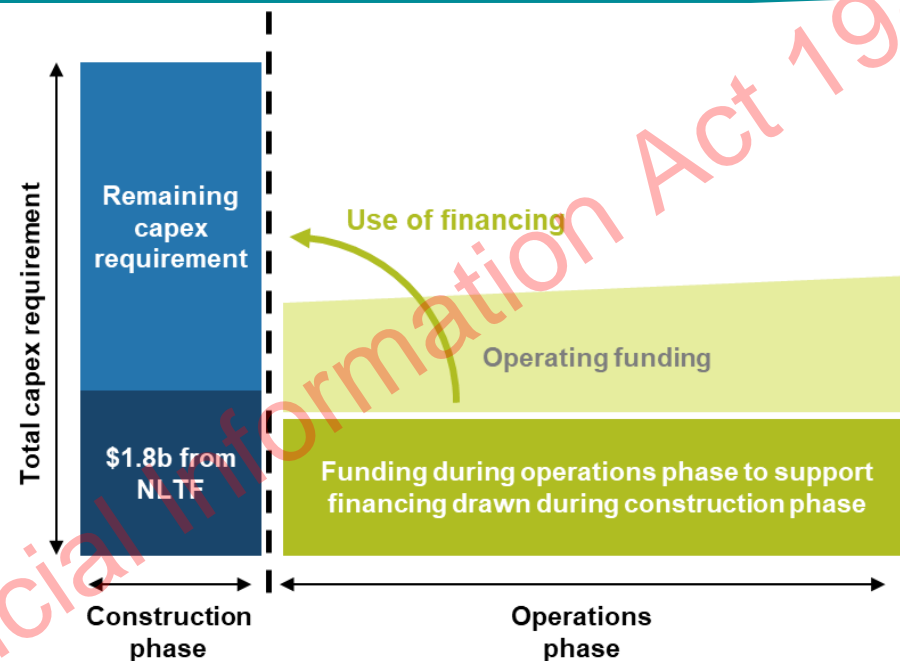 Total capex requirement
Remaining
capex
requirement
$1.8b from
NLTF
Use of financing
Operating funding
Funding during operations phase to support
financing drawn during construction phase
Construction
phase
Operations
phase
cial Information Act 19